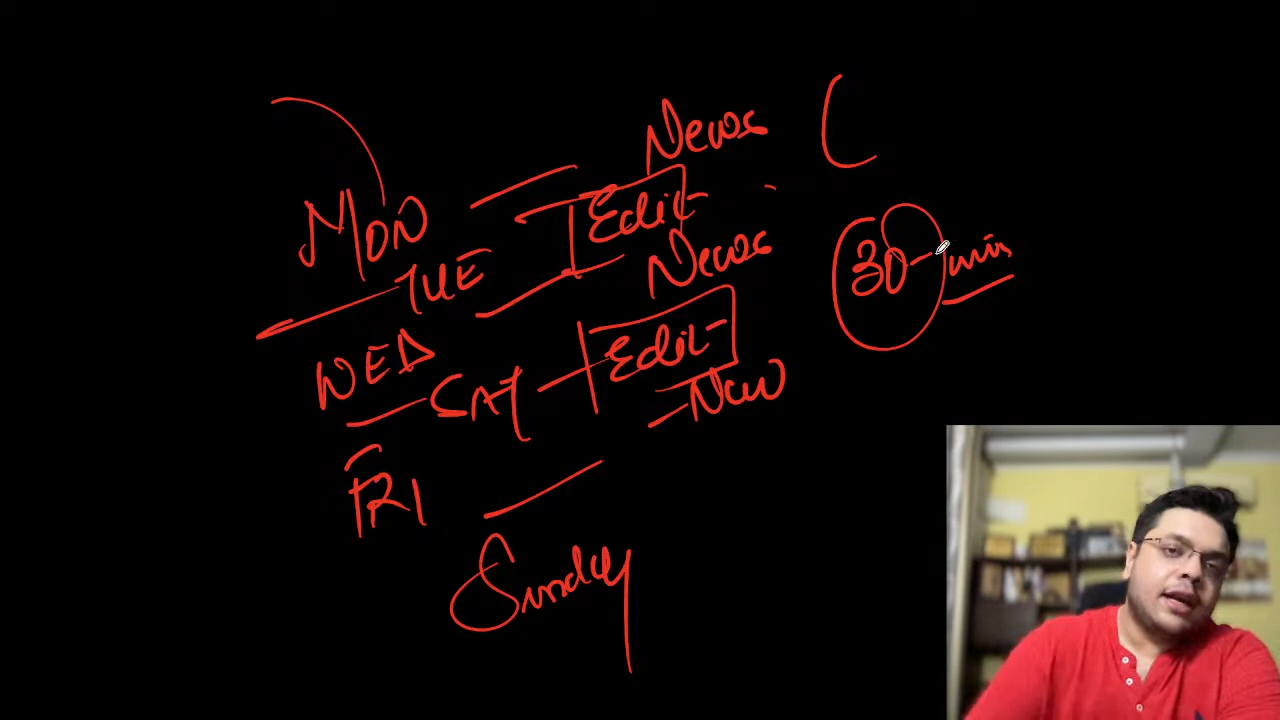 News
MON
Edit
TUE
News
30-min
WED
Edit
SAT
New
FRI
Sunday